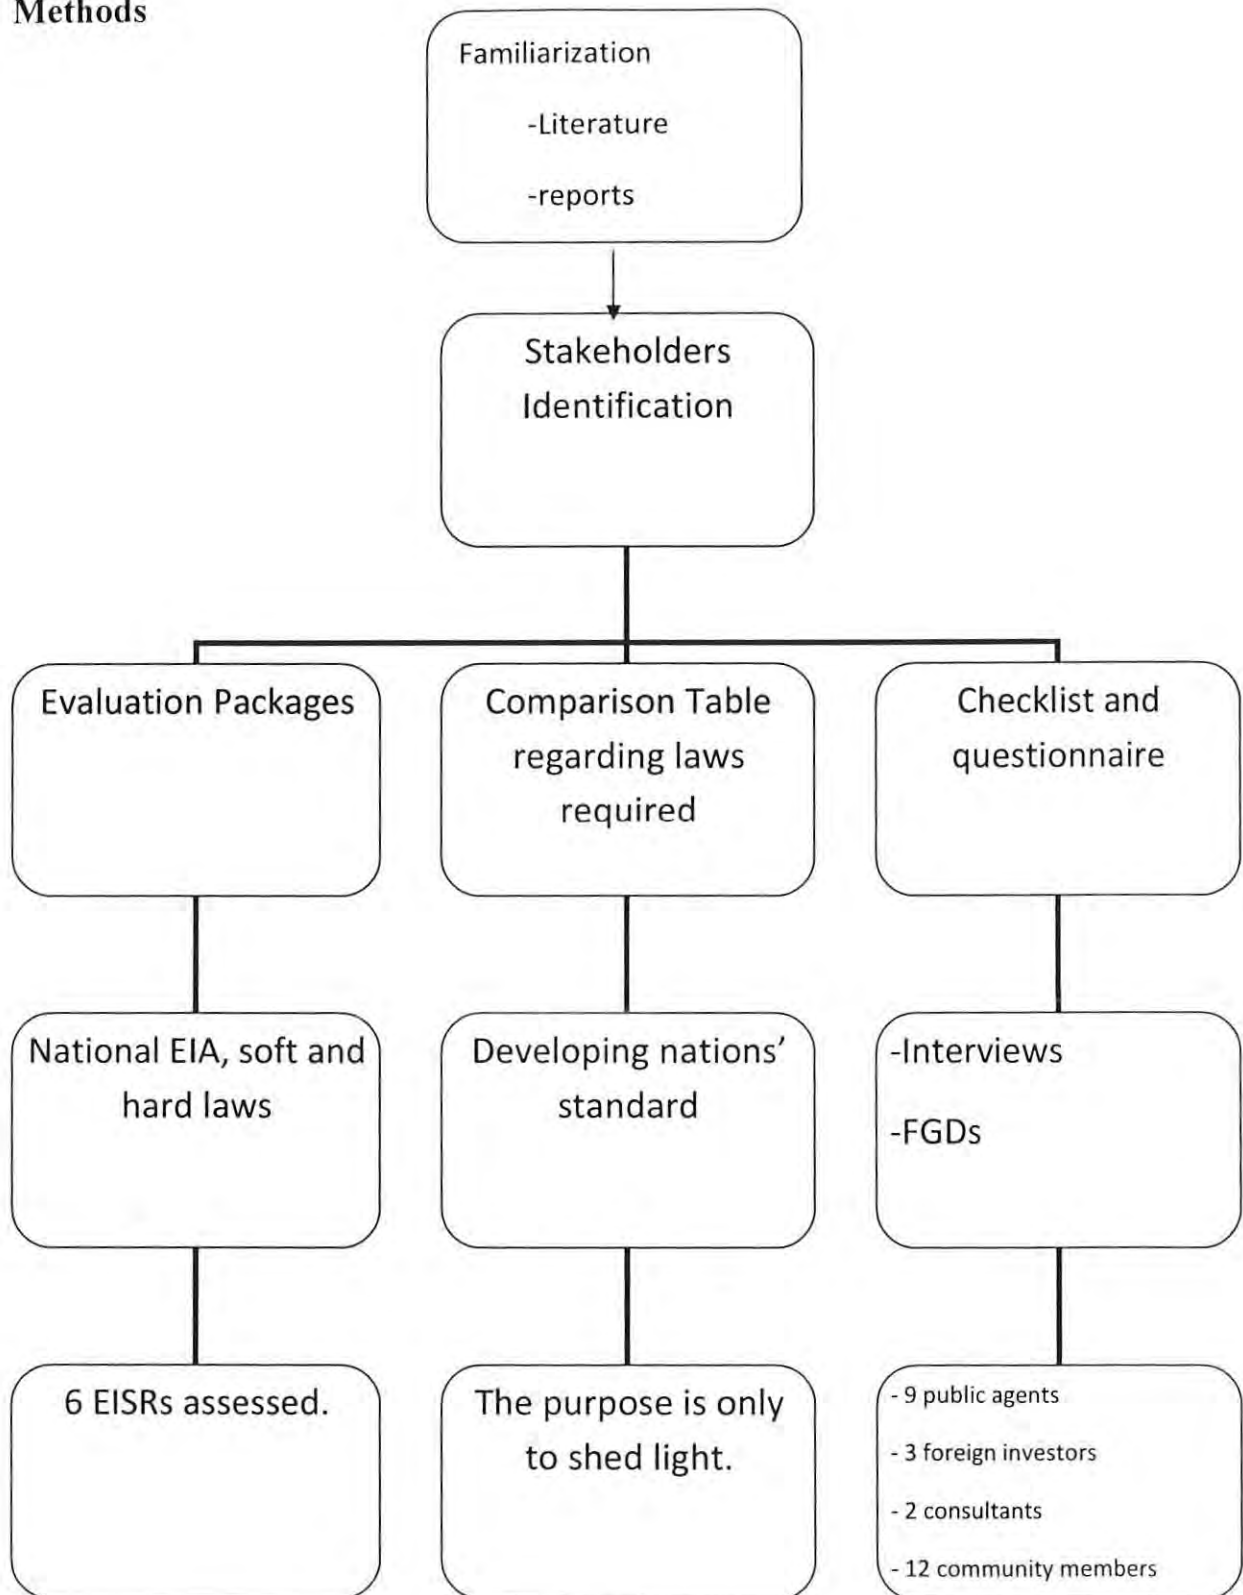 Methods
Familiarization
-Literature
-reports
Stakeholders
Identification
Evaluation Packages
Comparison Table
regarding laws
required
Checklist and
questionnaire
National EIA, soft and
hard laws
Developing nations’
standard
-Interviews
-FGDs
6 EISRs assessed.
The purpose is only
to shed light.
- 9 public agents
- 3 foreign investors
- 2 consultants
- 12 community members